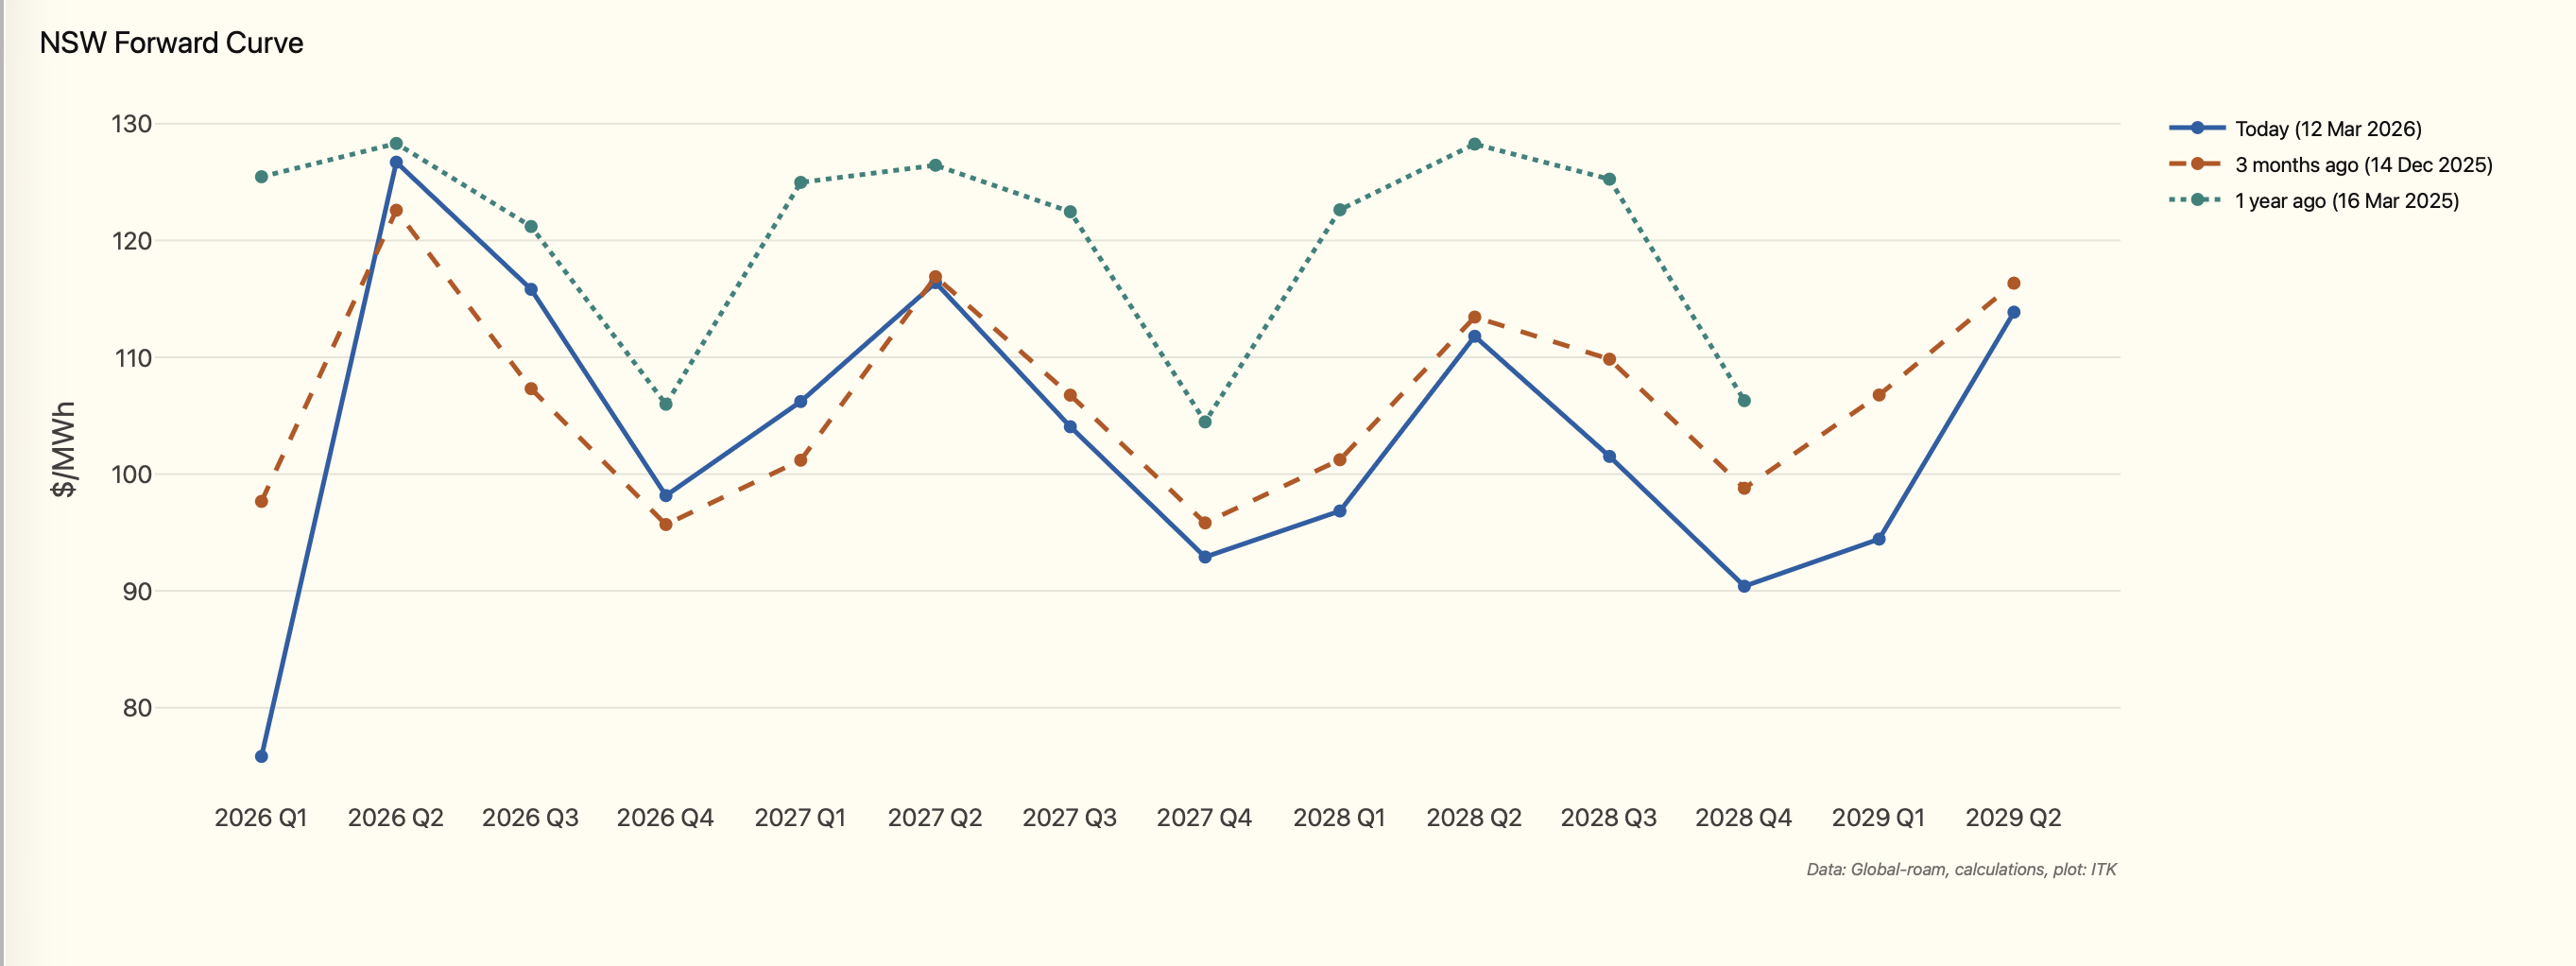 NSW Forward Curve
130
120
110
100
90
80
$/MWh
2026 Q1 2026 Q2 2026 Q3 2026 Q4 2027 Q1 2027 Q2 2027 Q3 2027 Q4 2028 Q1 2028 Q2 2028 Q3 2028 Q4 2029 Q1 2029 Q2
Today (12 Mar 2026)
3 months ago (14 Dec 2025)
1 year ago (16 Mar 2025)
Data: Global-roam, calculations, plot: ITK